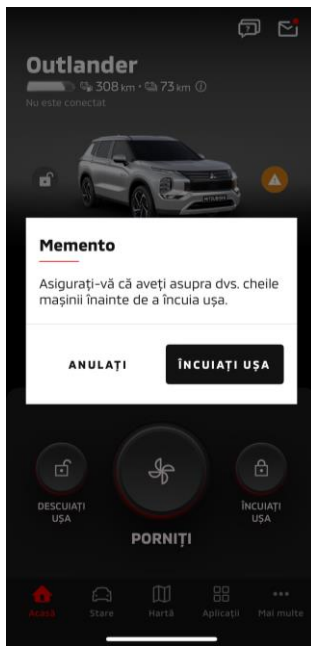 Outlander
308 km • 73 km
Nu este conectat
Memento
Asigurați-vă că aveți asupra dvs. cheile
mașinii înainte de a încuia ușa.
ANULAȚI
ÎNCUIAȚI UȘA
DESCUIAȚI
UȘA
ÎNCUIAȚI
UȘA
PORNIȚI
Acasă
Stare
Hartă
Aplicații
Mai multe